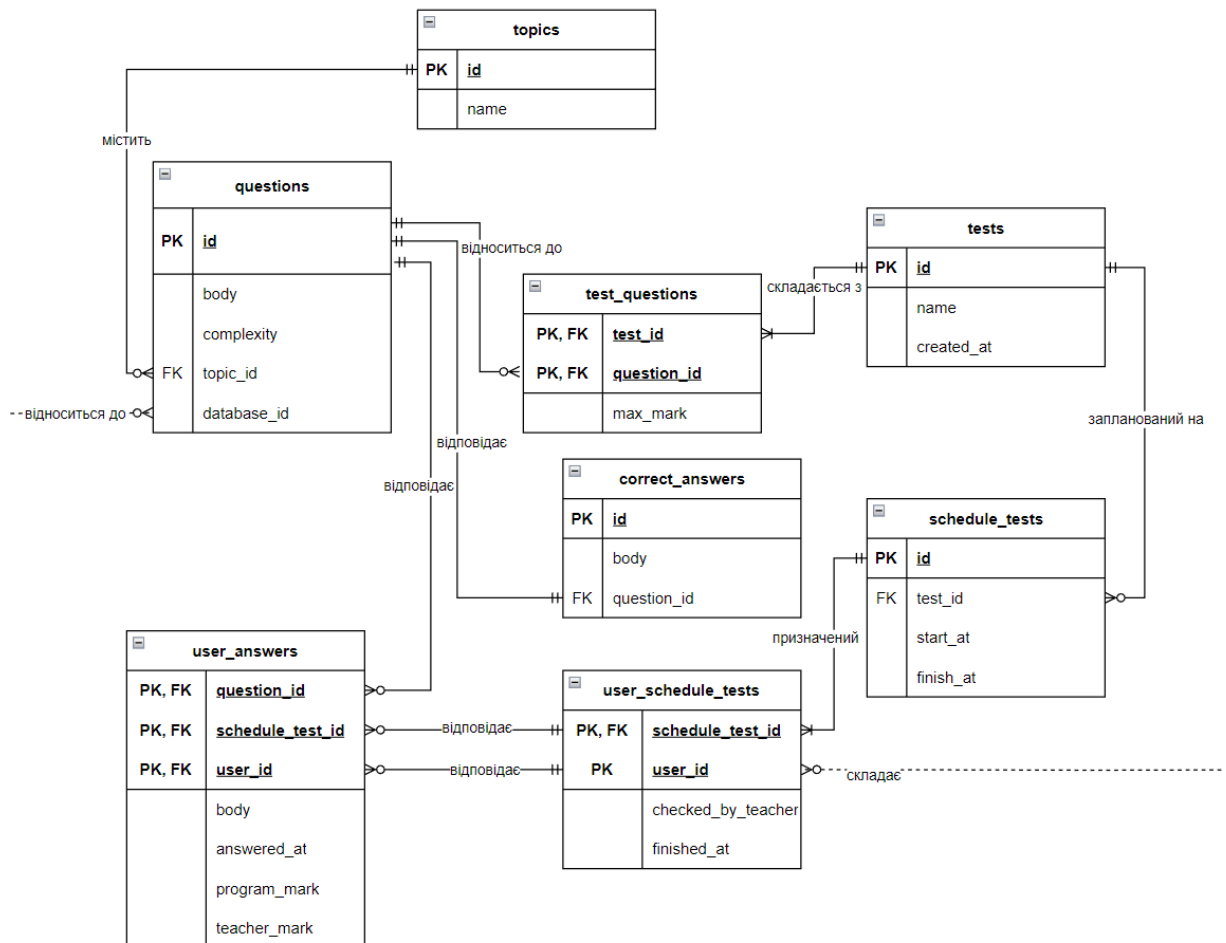 topics
PK id
name
містить
questions
PK id
body
complexity
FK topic_id
database_id
відноситься до
відноситься до
test_questions
PK, FK test_id
PK, FK question_id
max_mark
складається з
tests
PK id
name
created_at
запланований на
відповідає
відповідає
correct_answers
PK id
body
FK question_id
schedule_tests
PK id
FK test_id
start_at
finish_at
призначений
user_answers
PK, FK question_id
PK, FK schedule_test_id
PK, FK user_id
body
answered_at
program_mark
teacher_mark
відповідає
відповідає
user_schedule_tests
PK, FK schedule_test_id
PK user_id
checked_by_teacher
finished_at
складає